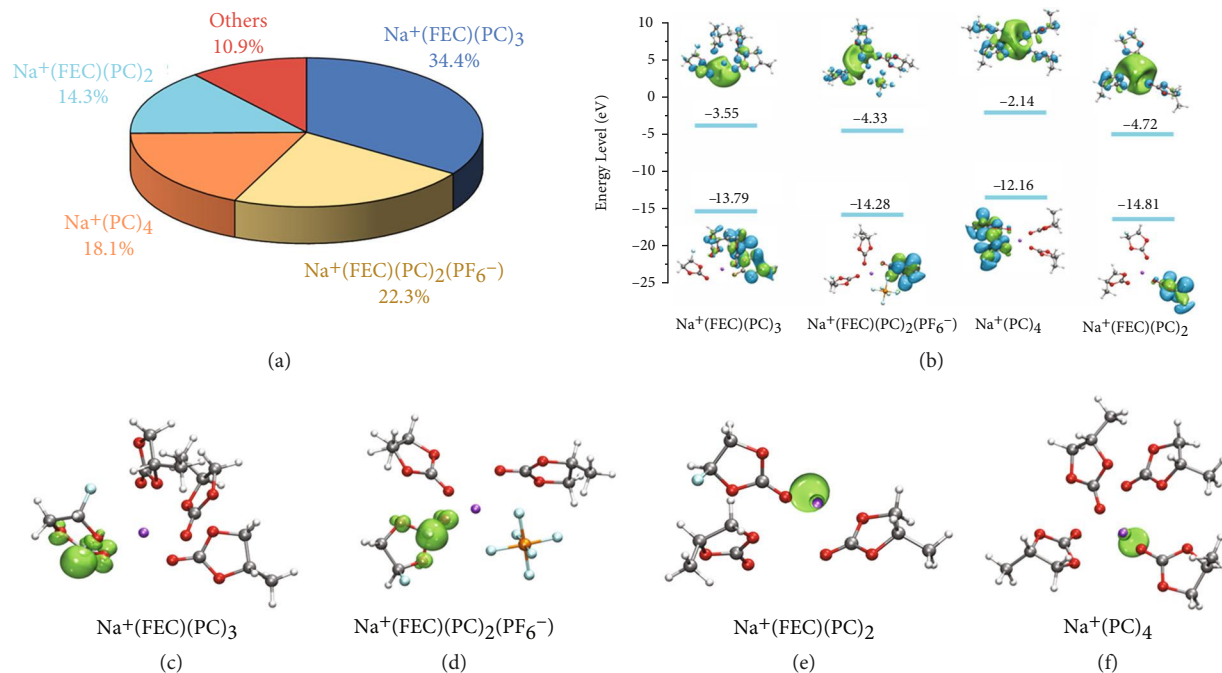 Others
10.9%
Na⁺(FEC)(PC)₃
34.4%
Na⁺(FEC)(PC)₂
14.3%
Na⁺(PC)₄
18.1%
Na⁺(FEC)(PC)₂(PF₆⁻)
22.3%
(a)
Energy Level (eV)
10
5
0
−5
−10
−15
−20
−25
−3.55
−4.33
−2.14
−4.72
−13.79
−14.28
−12.16
−14.81
Na⁺(FEC)(PC)₃
Na⁺(FEC)(PC)₂(PF₆⁻)
Na⁺(PC)₄
Na⁺(FEC)(PC)₂
(b)
Na⁺(FEC)(PC)₃
(c)
Na⁺(FEC)(PC)₂(PF₆⁻)
(d)
Na⁺(FEC)(PC)₂
(e)
Na⁺(PC)₄
(f)